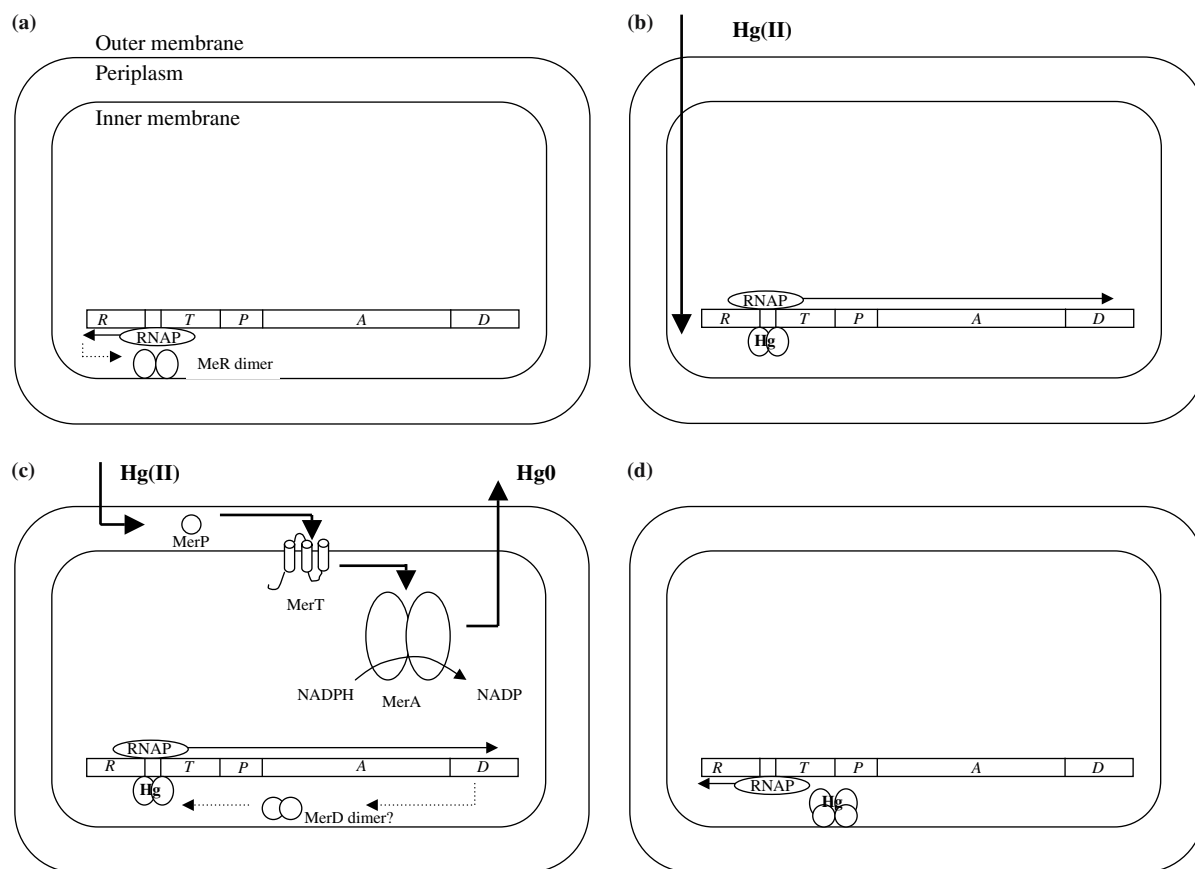 (a)
Outer membrane
Periplasm
Inner membrane
R T P A D
RNAP
MeR dimer
(b)
Hg(II)
RNAP
R T P A D
Hg
(c)
Hg(II)
Hg0
MerP
MerT
NADPH
MerA
NADP
RNAP
R T P A D
Hg
MerD dimer?
(d)
R T P A D
RNAP
Hg